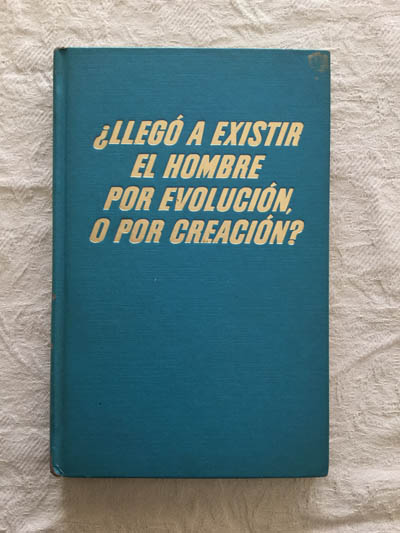 ¿LLEGÓ A EXISTIR
EL HOMBRE
POR EVOLUCIÓN,
O POR CREACIÓN?